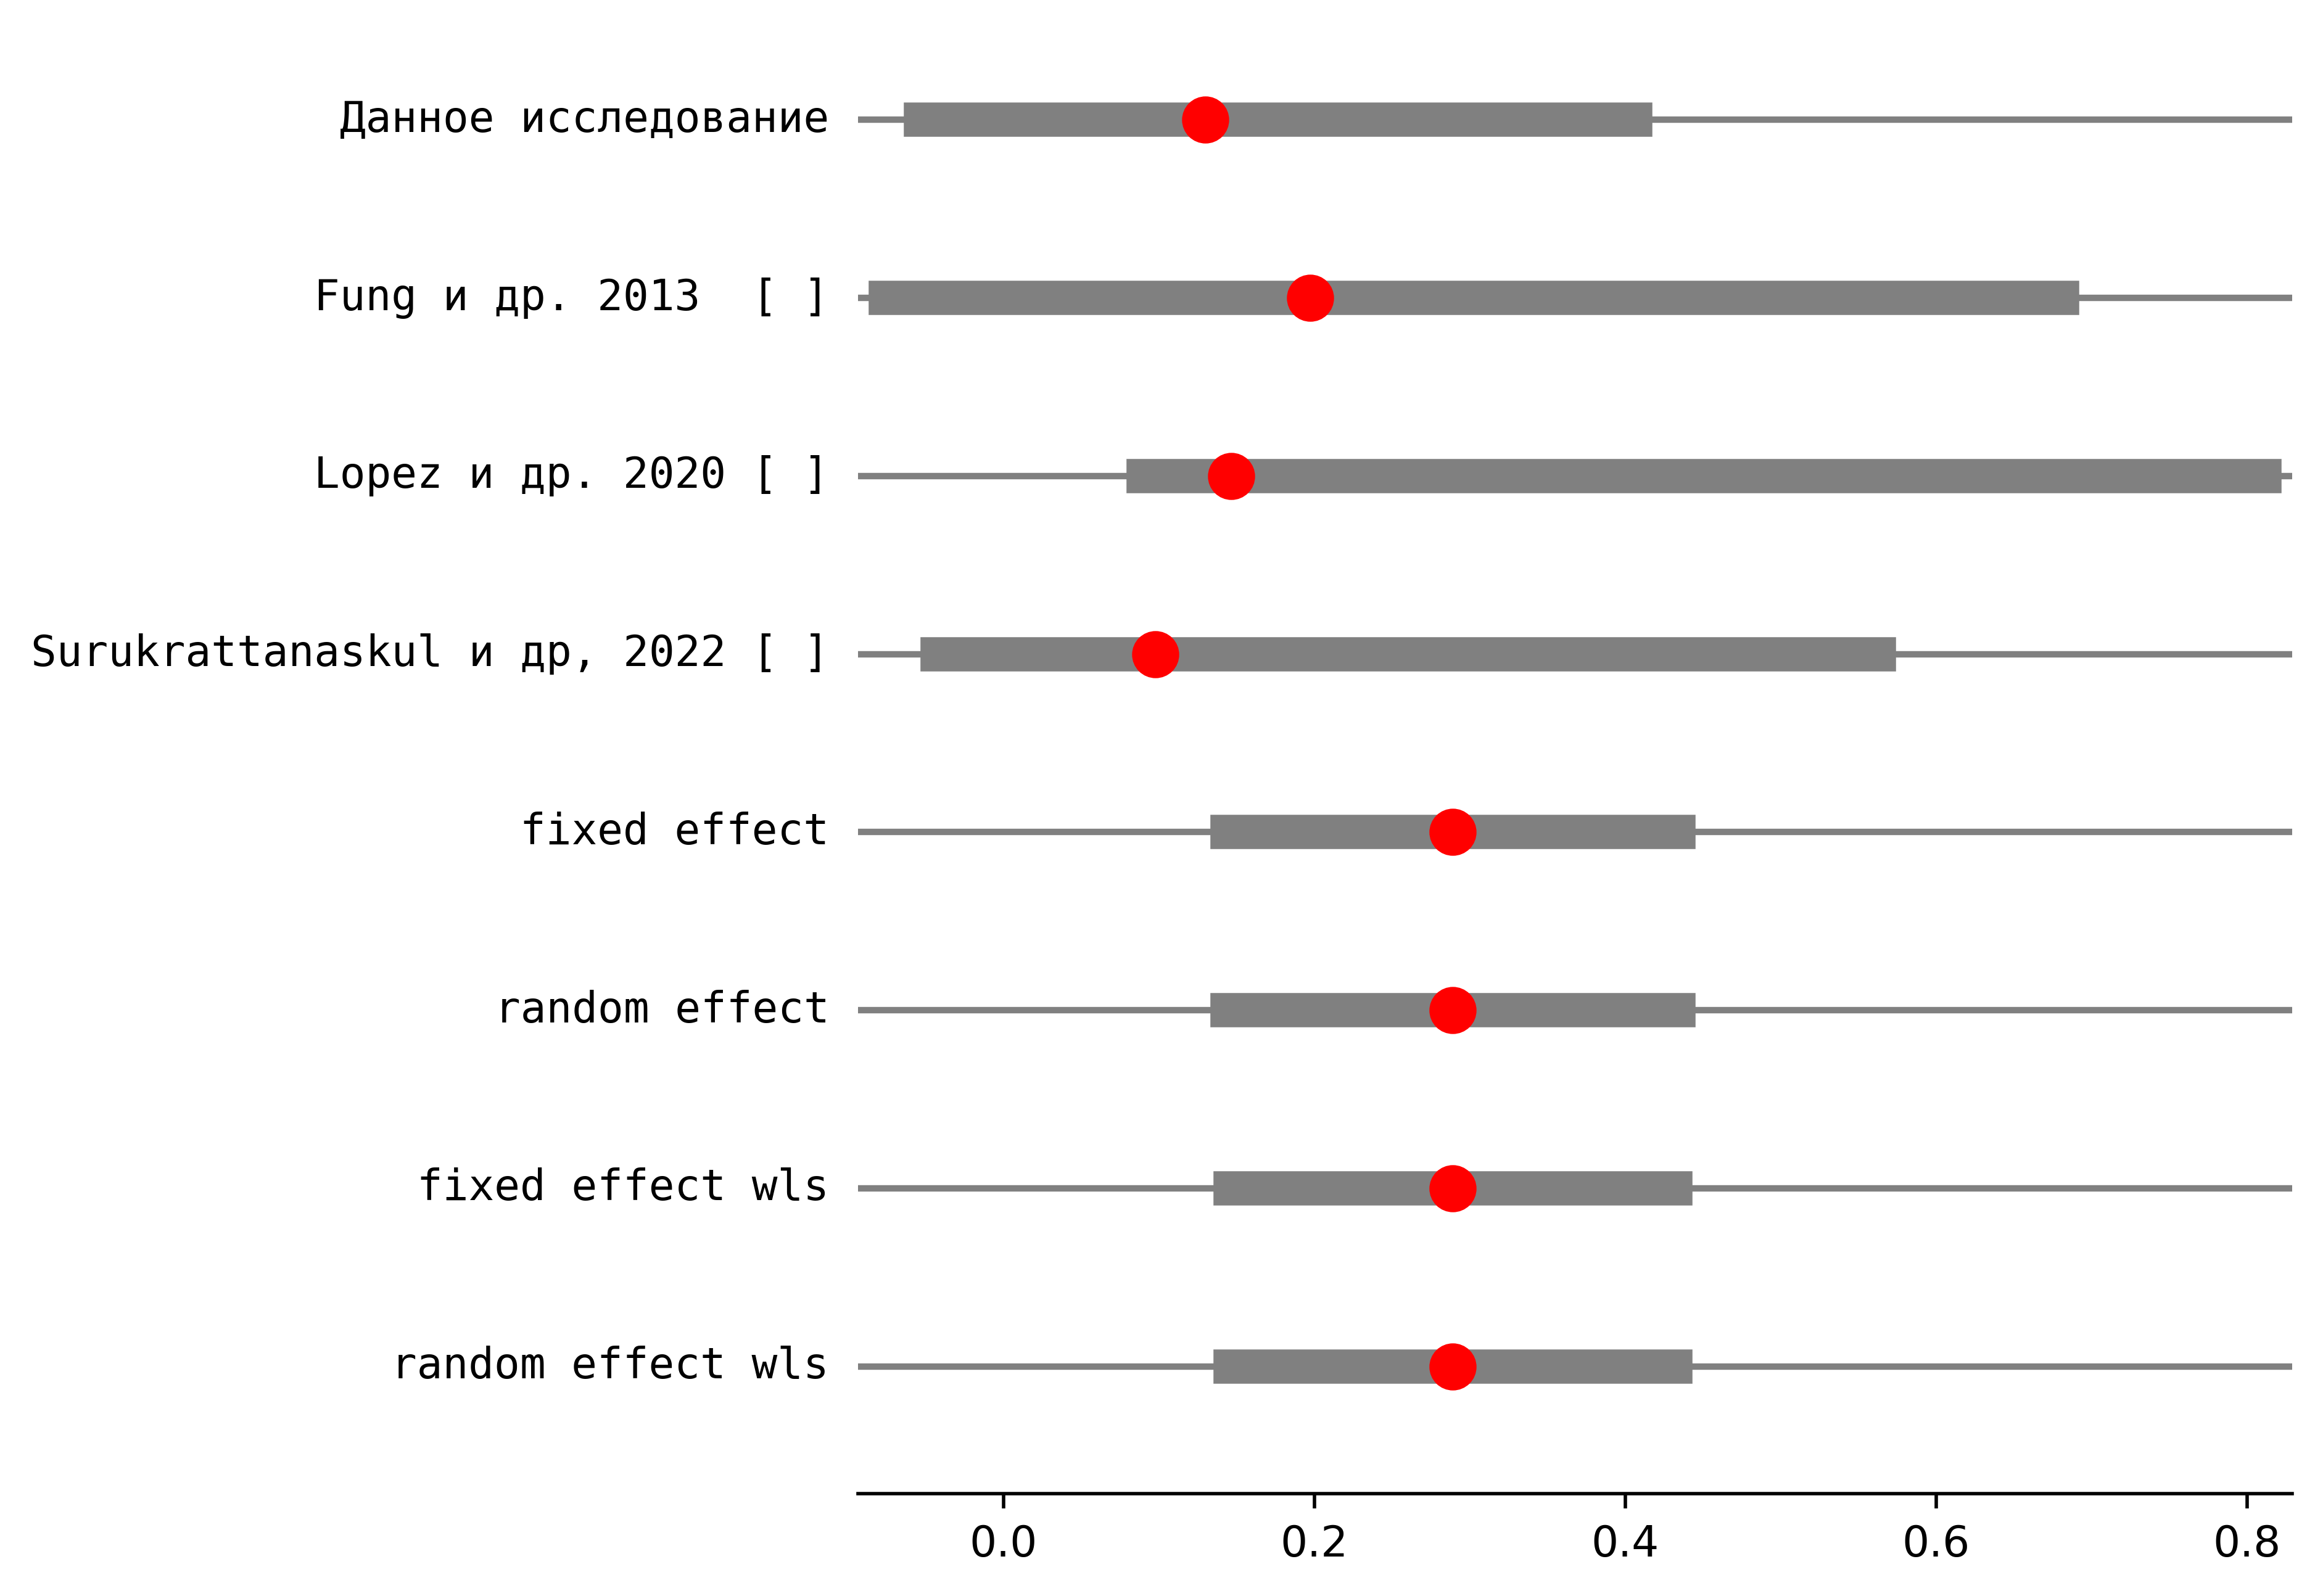 Данное исследование
Fung и др. 2013  [ ]
Lopez и др. 2020 [ ]
Surukrattanaskul и др, 2022 [ ]
fixed effect
random effect
fixed effect wls
random effect wls
0.0 0.2 0.4 0.6 0.8